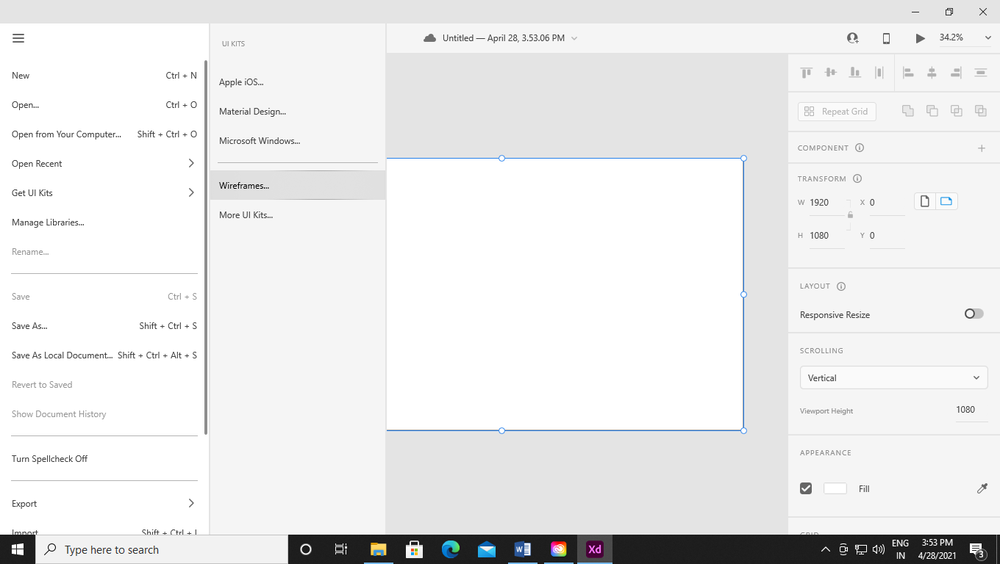 UI KITS
Untitled — April 28, 3.53.06 PM
34.2%
New Ctrl + N
Open... Ctrl + O
Open from Your Computer... Shift + Ctrl + O
Open Recent
Get UI Kits
Manage Libraries...
Rename...
Save Ctrl + S
Save As... Shift + Ctrl + S
Save As Local Document... Shift + Ctrl + Alt + S
Revert to Saved
Show Document History
Turn Spellcheck Off
Export
Import Shift + Ctrl + I
Apple iOS...
Material Design...
Microsoft Windows...
Wireframes...
More UI Kits...
Repeat Grid
COMPONENT
TRANSFORM
W 1920 X 0
H 1080 Y 0
LAYOUT
Responsive Resize
SCROLLING
Vertical
Viewport Height 1080
APPEARANCE
Fill
GRID
Type here to search
Xd
ENG
IN
3:53 PM
4/28/2021
3